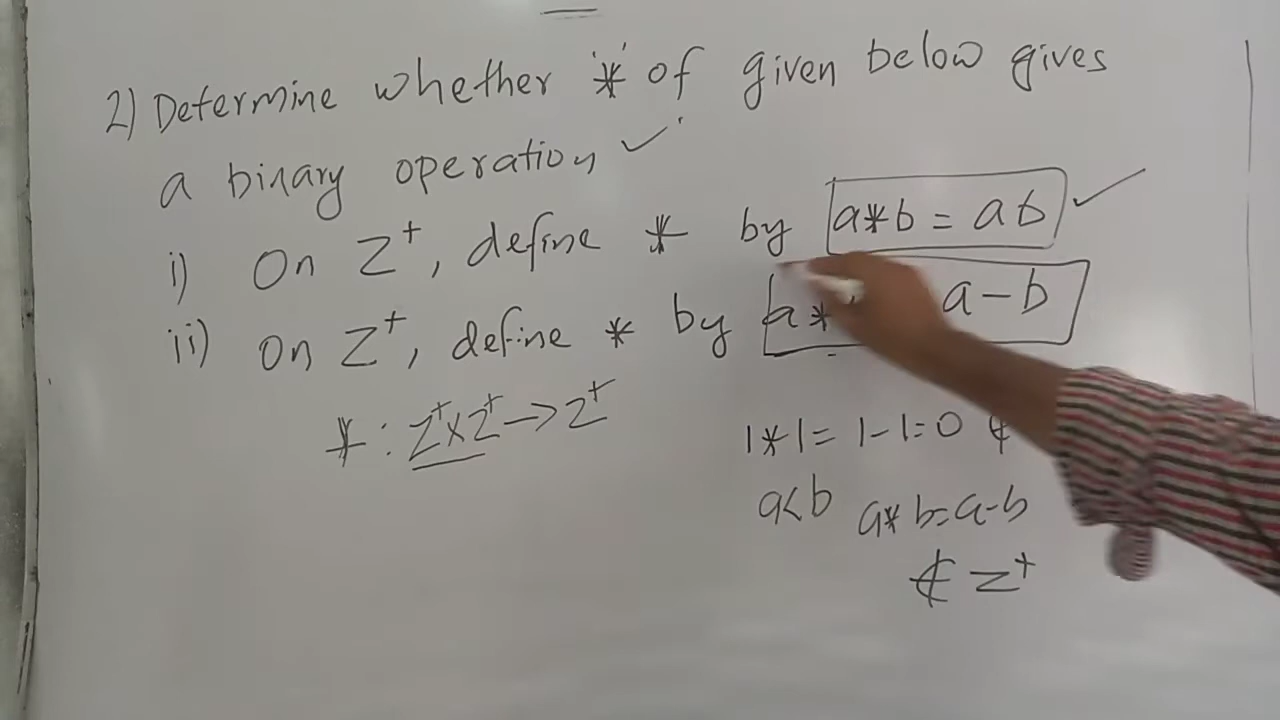 2) Determine whether '*' of given below gives
a binary operation ✓
i) On Z⁺, define * by a*b = ab ✓
ii) On Z⁺, define * by a* a-b
* : Z⁺×Z⁺→Z⁺
1*1= 1-1=0 ∉
a<b a*b=a-b
∉ Z⁺